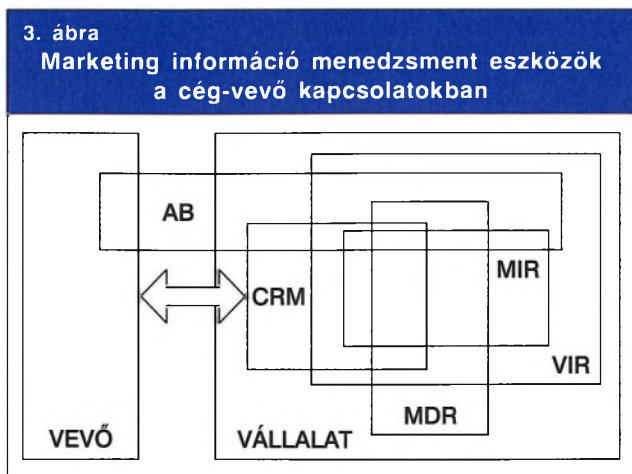 3. ábra
Marketing információ menedzsment eszközök
a cég-vevő kapcsolatokban
AB
MIR
CRM
VIR
MDR
VEVŐ
VÁLLALAT